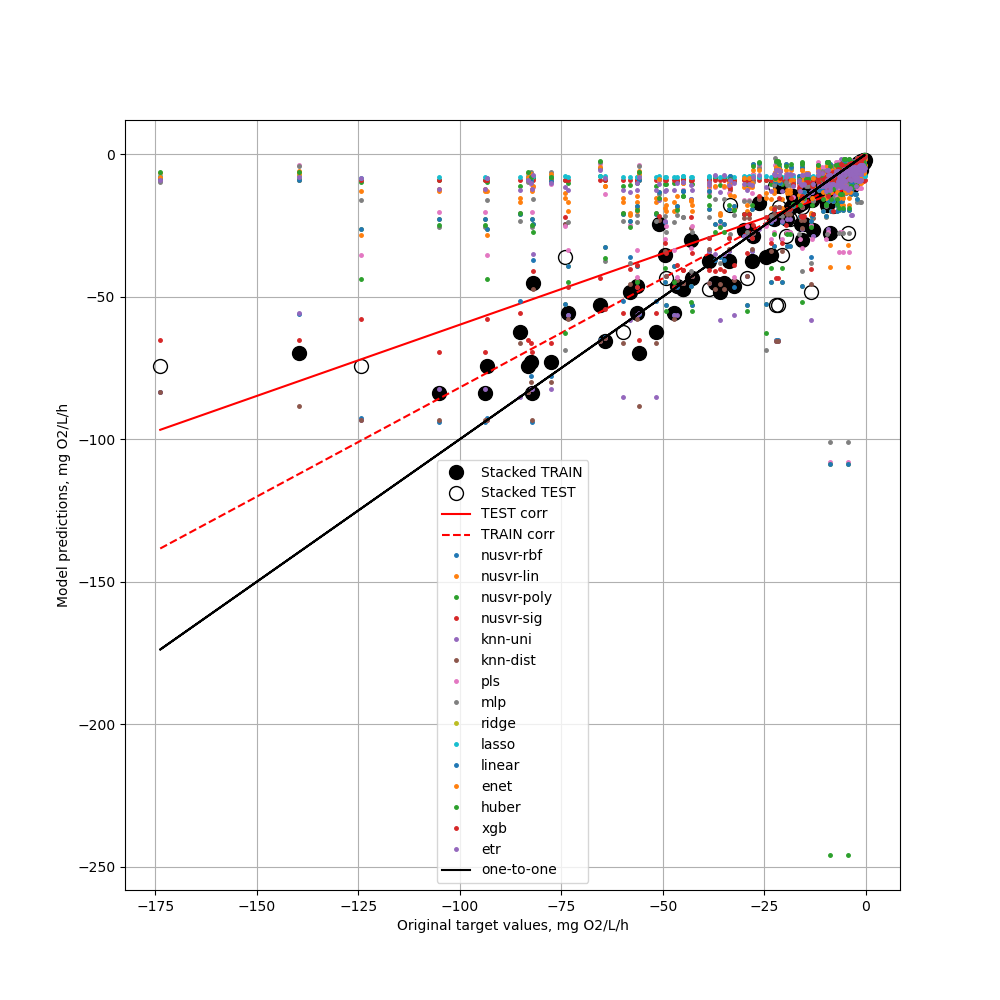 0
−50
−100
−150
−200
−250
Model predictions, mg O2/L/h
−175
−150
−125
−100
−75
−50
−25
0
Original target values, mg O2/L/h
Stacked TRAIN
Stacked TEST
TEST corr
TRAIN corr
nusvr-rbf
nusvr-lin
nusvr-poly
nusvr-sig
knn-uni
knn-dist
pls
mlp
ridge
lasso
linear
enet
huber
xgb
etr
one-to-one